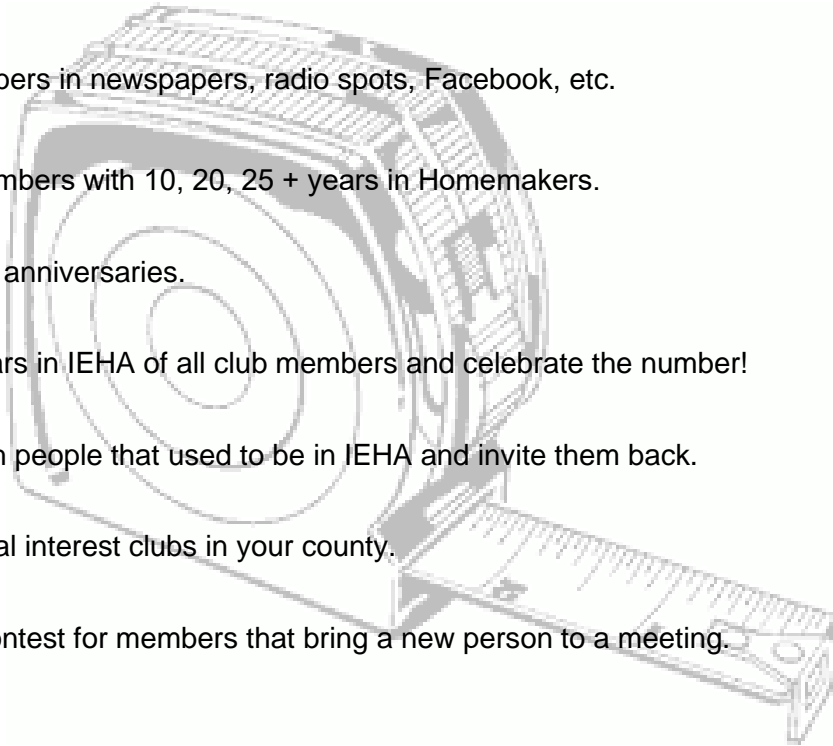 bers in newspapers, radio spots, Facebook, etc.
mbers with 10, 20, 25 + years in Homemakers.
anniversaries.
ars in IEHA of all club members and celebrate the number!
n people that used to be in IEHA and invite them back.
al interest clubs in your county.
ontest for members that bring a new person to a meeting.